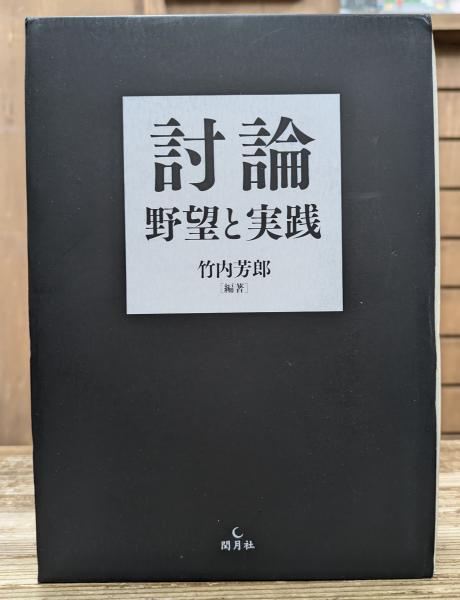 討論
野望と実践
竹内芳郎
[編著]
閏月社